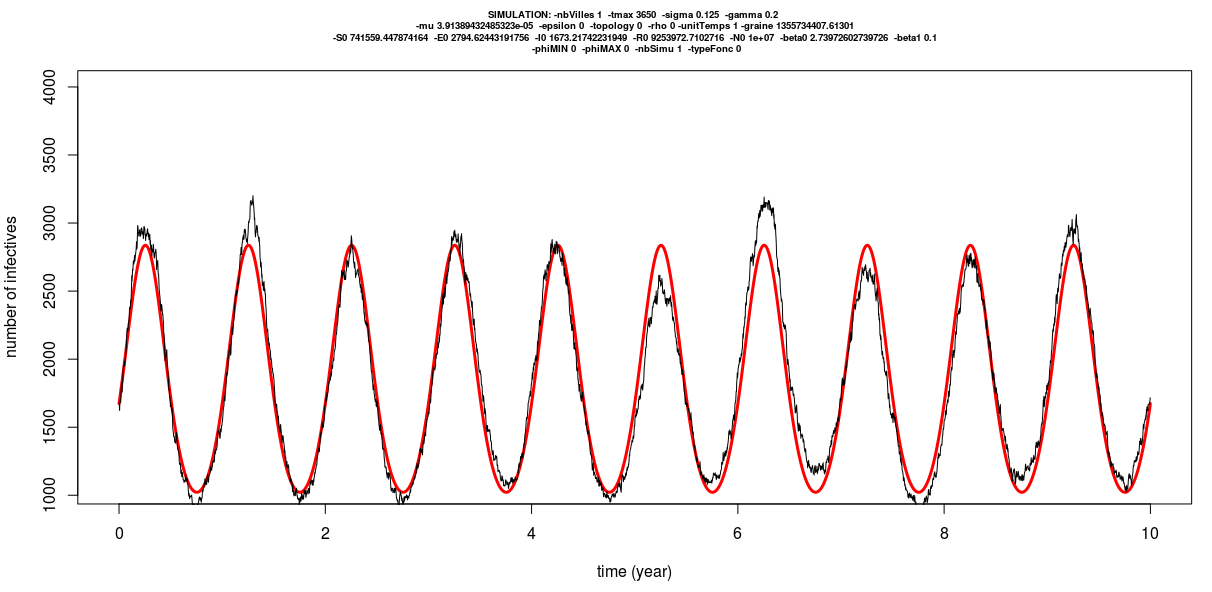 SIMULATION: -nbVilles 1 -tmax 3650 -sigma 0.125 -gamma 0.2
-mu 3.91389432485323e-05 -epsilon 0 -topology 0 -rho 0 -unitTemps 1 -graine 1355734407.61301
-S0 741559.447874164 -E0 2794.62443191756 -I0 1673.21742231949 -R0 9253972.7102716 -N0 1e+07 -beta0 2.73972602739726 -beta1 0.1
-phiMIN 0 -phiMAX 0 -nbSimu 1 -typeFonc 0
number of infectives
4000
3500
3000
2500
2000
1500
1000
0 2 4 6 8 10
time (year)